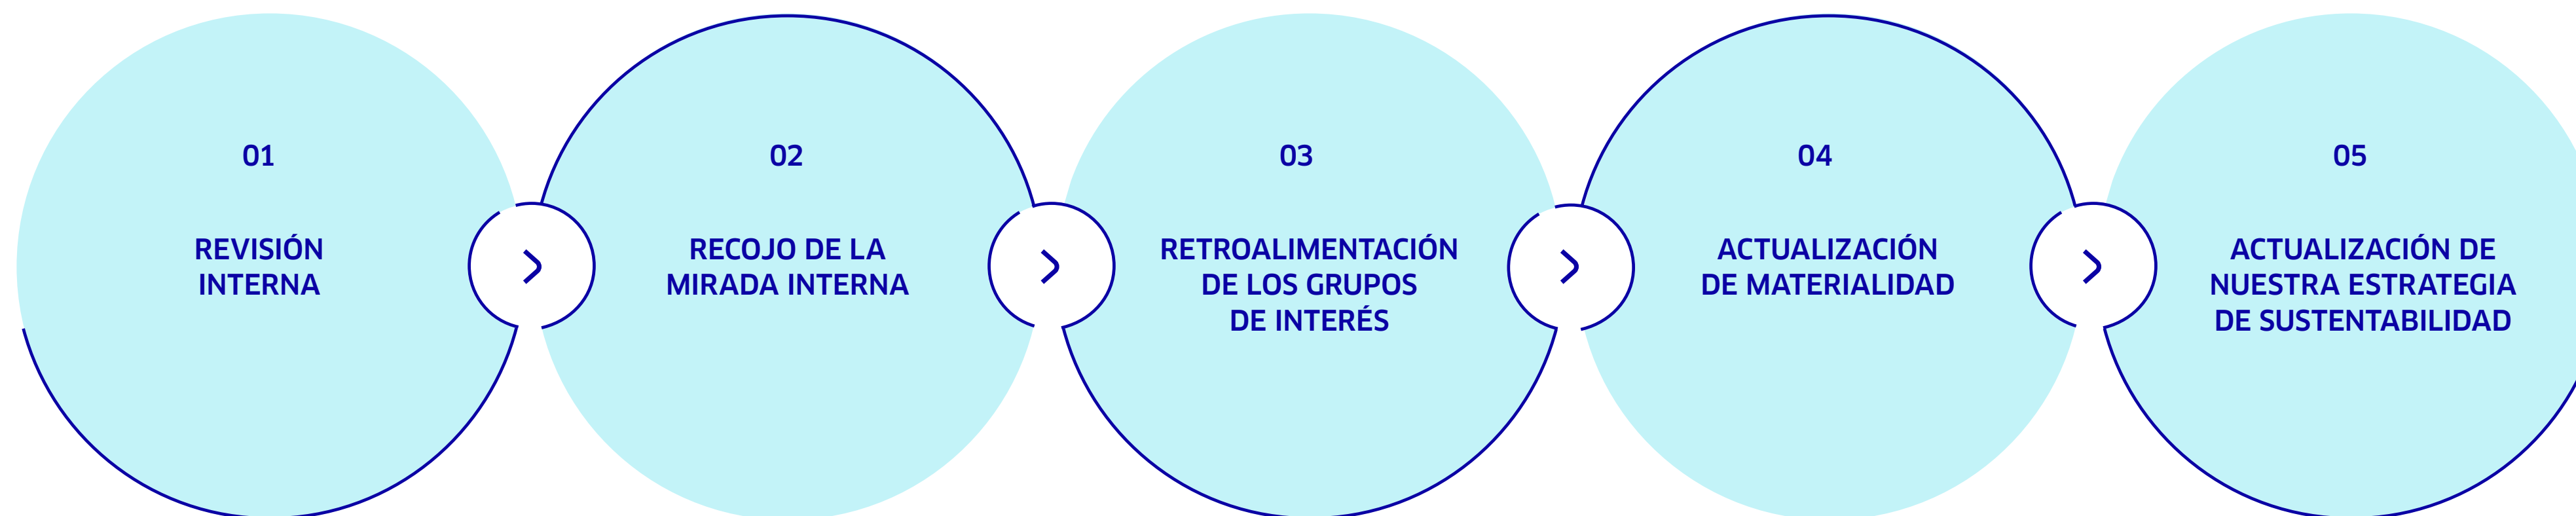 01
REVISIÓN
INTERNA
02
RECOJO DE LA
MIRADA INTERNA
03
RETROALIMENTACIÓN
DE LOS GRUPOS
DE INTERÉS
04
ACTUALIZACIÓN
DE MATERIALIDAD
05
ACTUALIZACIÓN DE
NUESTRA ESTRATEGIA
DE SUSTENTABILIDAD